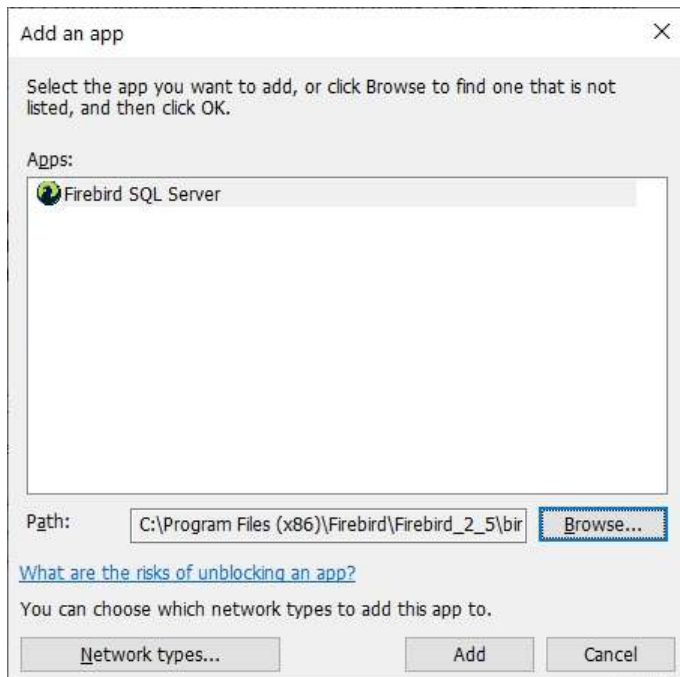 Add an app
Select the app you want to add, or click Browse to find one that is not
listed, and then click OK.
Apps:
Firebird SQL Server
Path:
C:\Program Files (x86)\Firebird\Firebird_2_5\bir
Browse...
What are the risks of unblocking an app?
You can choose which network types to add this app to.
Network types...
Add
Cancel